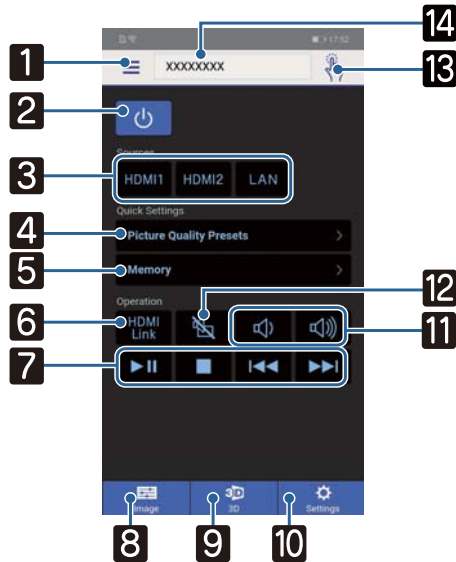 14
17:52
1
XXXXXXXX
13
2
Sources
3
HDMI1 HDMI2 LAN
Quick Settings
4
Picture Quality Presets
5
Memory
Operation
12
6
HDMI
Link
11
7
Image
3D
3D
Settings
8
9
10